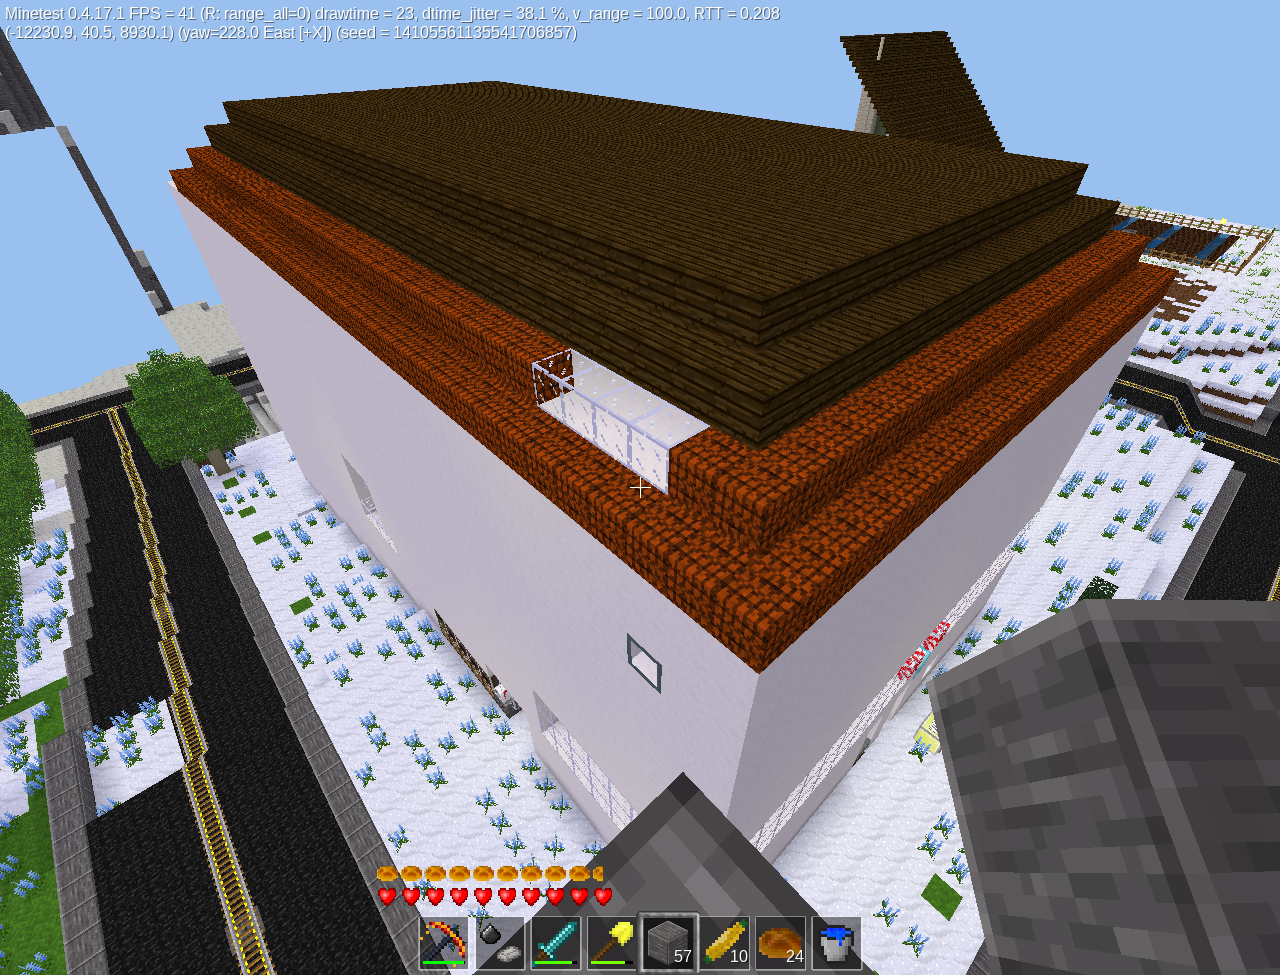 Minetest 0.4.17.1 FPS = 41 (R: range_all=0) drawtime = 23, dtime_jitter = 38.1 %, v_range = 100.0, RTT = 0.208
(-12230.9, 40.5, 8930.1) (yaw=228.0 East [+X]) (seed = 14105561135541706857)
57 10 24